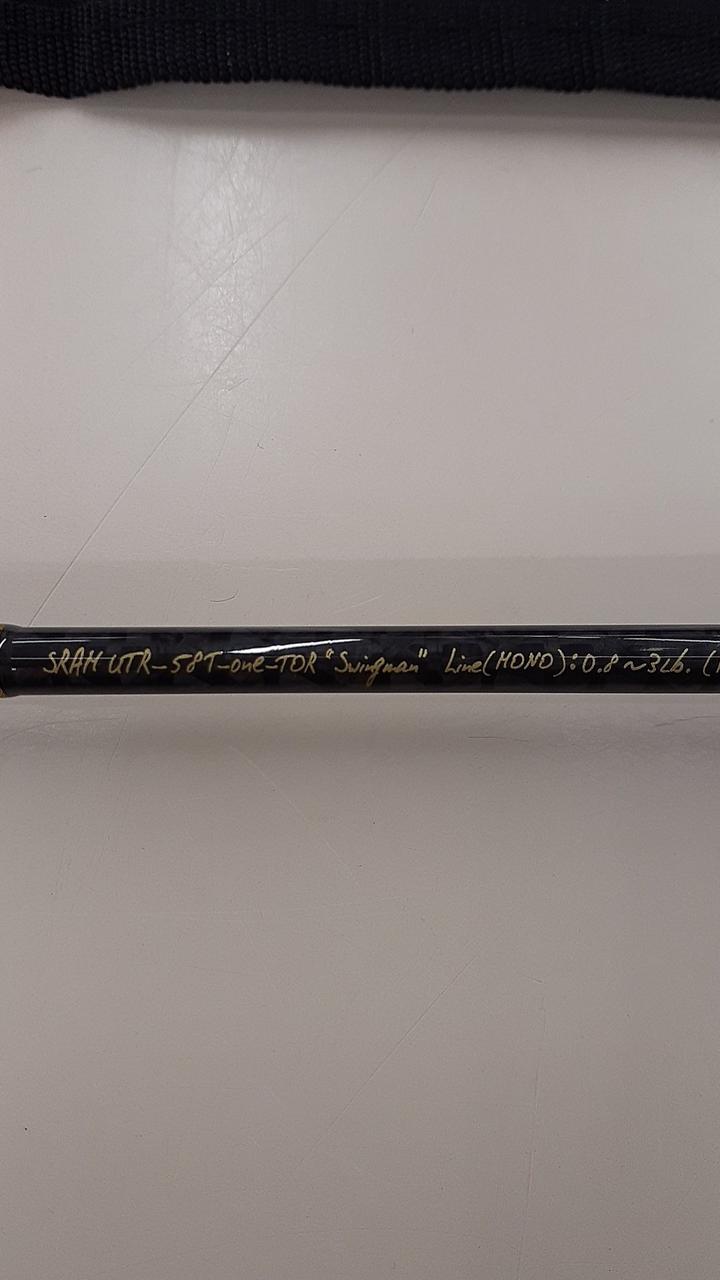 SRAM UTR-58T-one-TOR "Swingman" Line(MONO):0.8~3Lb. (